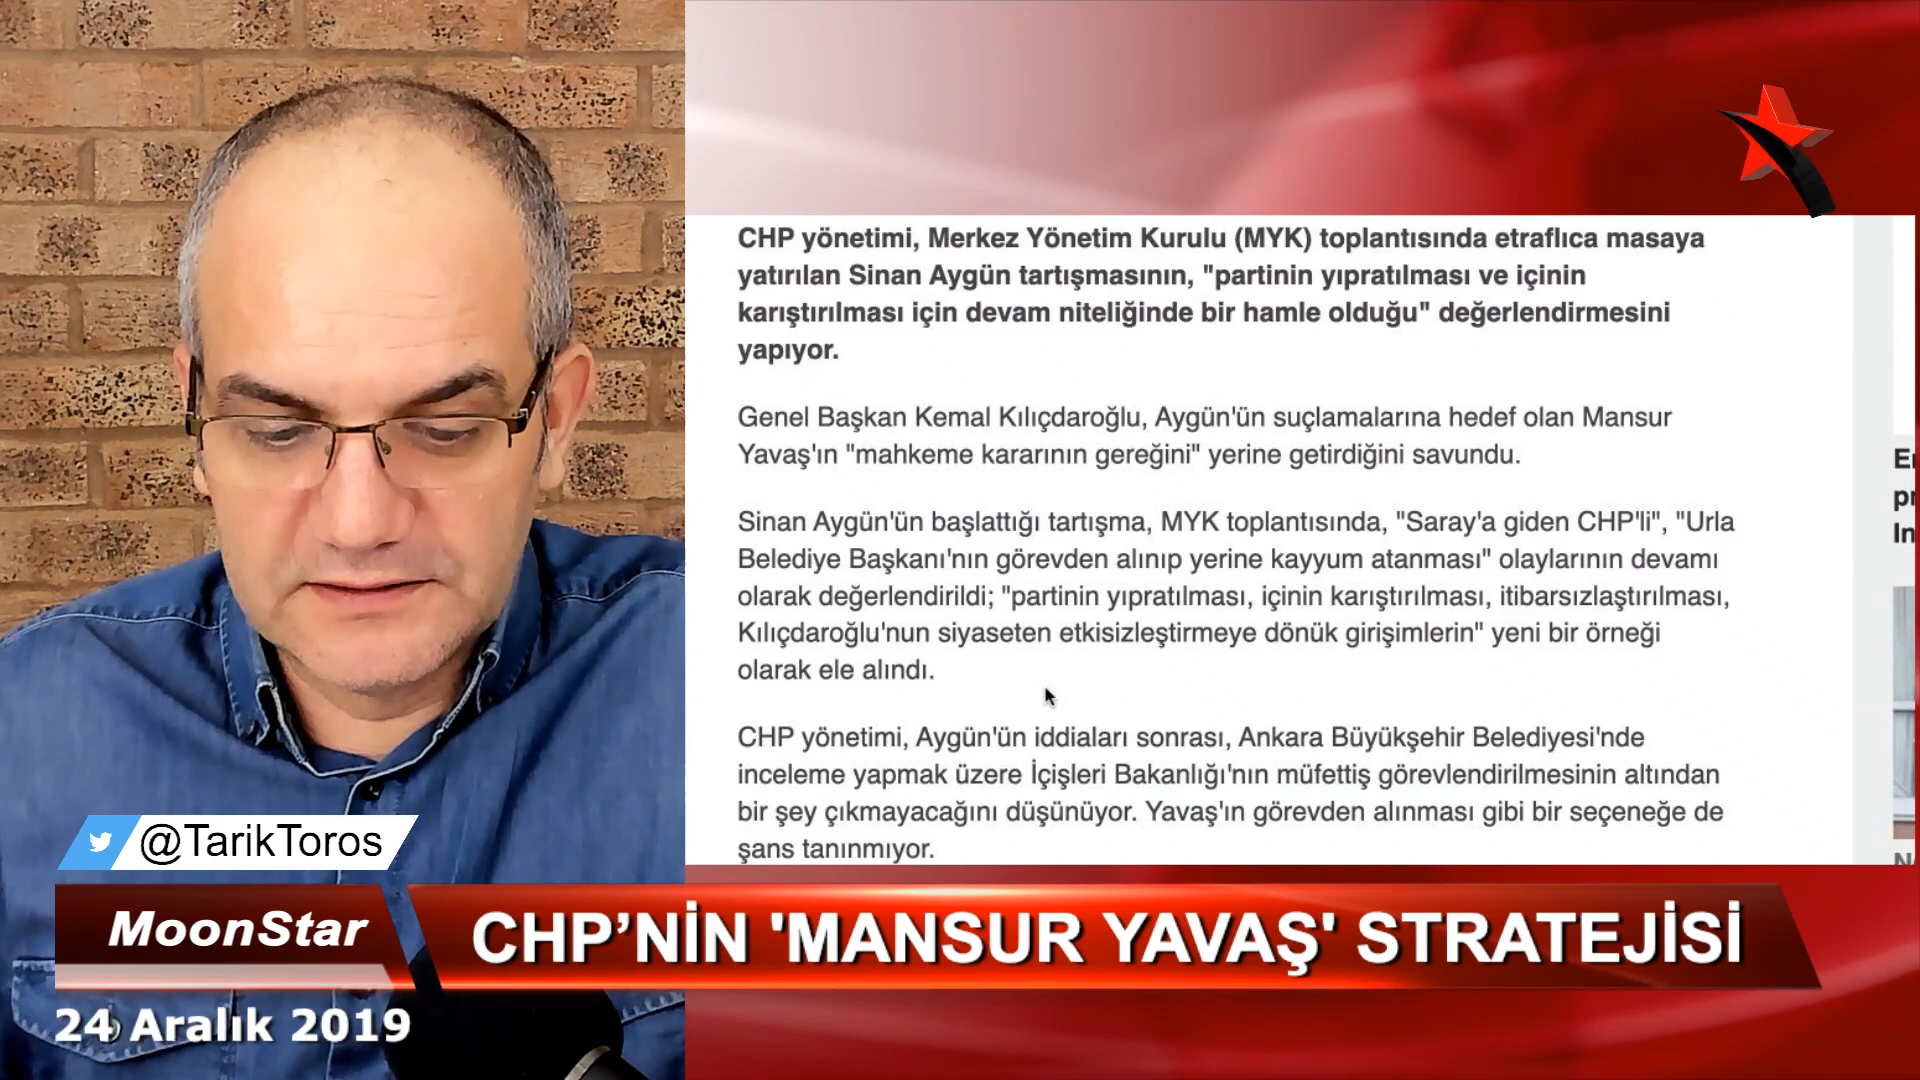 CHP yönetimi, Merkez Yönetim Kurulu (MYK) toplantısında etraflıca masaya
yatırılan Sinan Aygün tartışmasının, "partinin yıpratılması ve içinin
karıştırılması için devam niteliğinde bir hamle olduğu" değerlendirmesini
yapıyor.
Genel Başkan Kemal Kılıçdaroğlu, Aygün'ün suçlamalarına hedef olan Mansur
Yavaş'ın "mahkeme kararının gereğini" yerine getirdiğini savundu.
Sinan Aygün'ün başlattığı tartışma, MYK toplantısında, "Saray'a giden CHP'li", "Urla
Belediye Başkanı'nın görevden alınıp yerine kayyum atanması" olaylarının devamı
olarak değerlendirildi; "partinin yıpratılması, içinin karıştırılması, itibarsızlaştırılması,
Kılıçdaroğlu'nun siyaseten etkisizleştirmeye dönük girişimlerin" yeni bir örneği
olarak ele alındı.
CHP yönetimi, Aygün'ün iddiaları sonrası, Ankara Büyükşehir Belediyesi'nde
inceleme yapmak üzere İçişleri Bakanlığı'nın müfettiş görevlendirilmesinin altından
bir şey çıkmayacağını düşünüyor. Yavaş'ın görevden alınması gibi bir seçeneğe de
şans tanınmıyor.
@TarikToros
MoonStar
CHP’NİN 'MANSUR YAVAŞ' STRATEJİSİ
24 Aralık 2019